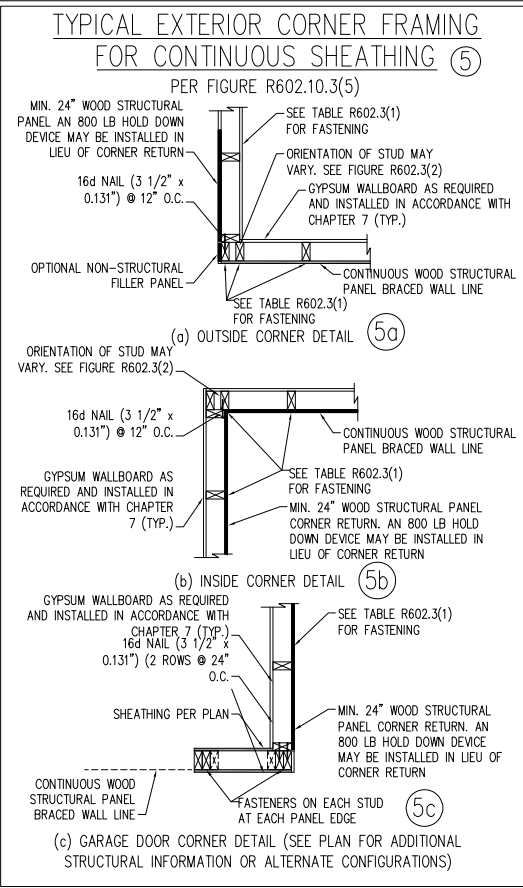 TYPICAL EXTERIOR CORNER FRAMING
FOR CONTINUOUS SHEATHING 5
PER FIGURE R602.10.3(5)
MIN. 24" WOOD STRUCTURAL
PANEL AN 800 LB HOLD DOWN
DEVICE MAY BE INSTALLED IN
LIEU OF CORNER RETURN
16d NAIL (3 1/2" x
0.131") @ 12" O.C.
OPTIONAL NON-STRUCTURAL
FILLER PANEL
SEE TABLE R602.3(1)
FOR FASTENING
ORIENTATION OF STUD MAY
VARY. SEE FIGURE R602.3(2)
GYPSUM WALLBOARD AS REQUIRED
AND INSTALLED IN ACCORDANCE WITH
CHAPTER 7 (TYP.)
CONTINUOUS WOOD STRUCTURAL
PANEL BRACED WALL LINE
SEE TABLE R602.3(1)
FOR FASTENING
(a) OUTSIDE CORNER DETAIL 5a
ORIENTATION OF STUD MAY
VARY. SEE FIGURE R602.3(2)
16d NAIL (3 1/2" x
0.131") @ 12" O.C.
GYPSUM WALLBOARD AS
REQUIRED AND INSTALLED IN
ACCORDANCE WITH CHAPTER
7 (TYP.)
CONTINUOUS WOOD STRUCTURAL
PANEL BRACED WALL LINE
SEE TABLE R602.3(1)
FOR FASTENING
MIN. 24" WOOD STRUCTURAL PANEL
CORNER RETURN. AN 800 LB HOLD
DOWN DEVICE MAY BE INSTALLED IN
LIEU OF CORNER RETURN
(b) INSIDE CORNER DETAIL 5b
GYPSUM WALLBOARD AS REQUIRED
AND INSTALLED IN ACCORDANCE WITH
CHAPTER 7 (TYP.)
16d NAIL (3 1/2" x
0.131") (2 ROWS @ 24"
O.C.
SHEATHING PER PLAN
CONTINUOUS WOOD
STRUCTURAL PANEL
BRACED WALL LINE
SEE TABLE R602.3(1)
FOR FASTENING
MIN. 24" WOOD STRUCTURAL
PANEL CORNER RETURN. AN
800 LB HOLD DOWN DEVICE
MAY BE INSTALLED IN LIEU OF
CORNER RETURN
FASTENERS ON EACH STUD
AT EACH PANEL EDGE
5c
(c) GARAGE DOOR CORNER DETAIL (SEE PLAN FOR ADDITIONAL
STRUCTURAL INFORMATION OR ALTERNATE CONFIGURATIONS)